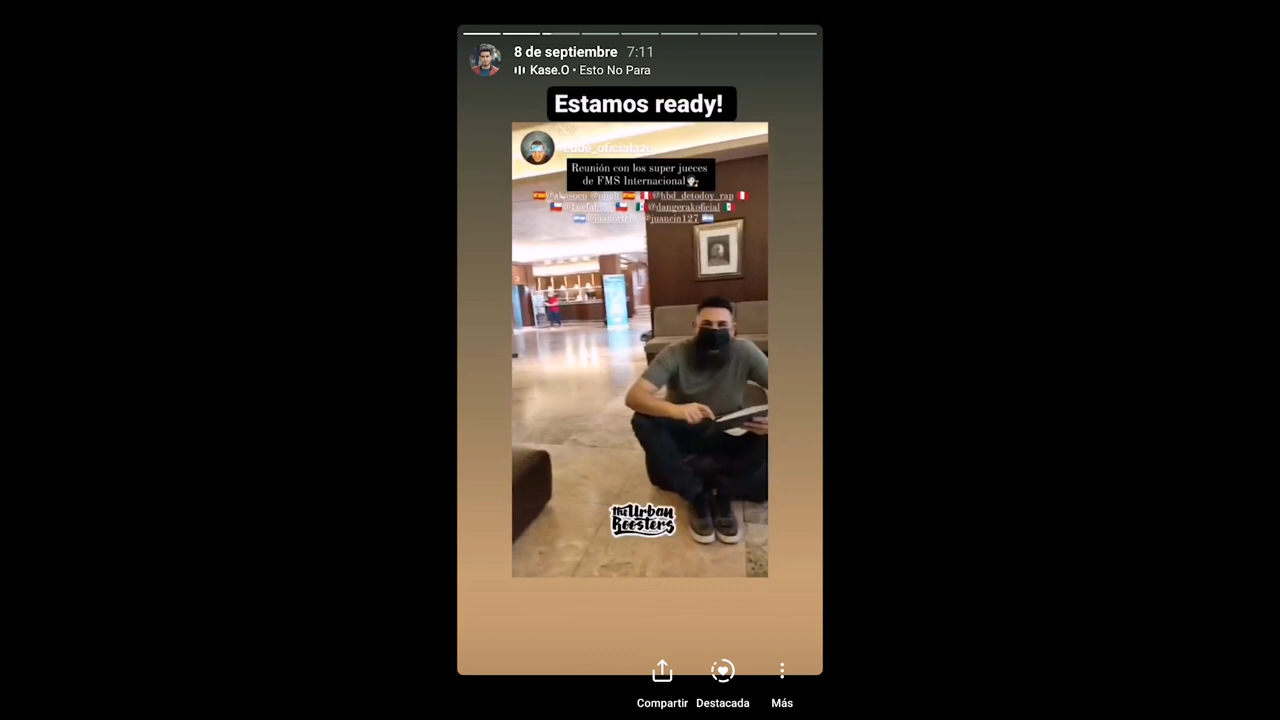 8 de septiembre 7:11
Kase.O • Esto No Para
Estamos ready!
Reunión con los super jueces
de FMS Internacional
@hbd_detodoy_rap
@dangerakoficial
@juancin127
the Urban
Roosters
Compartir Destacada Más